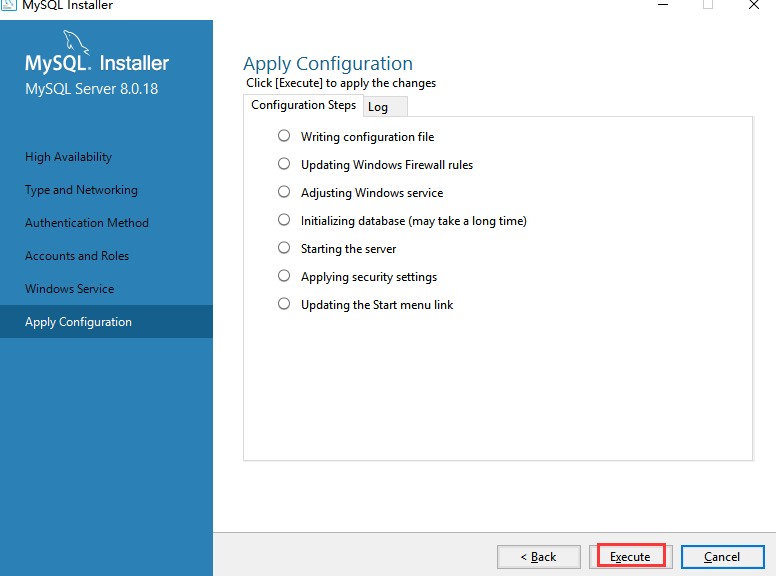 MySQL Installer
MySQL. Installer
MySQL Server 8.0.18
High Availability
Type and Networking
Authentication Method
Accounts and Roles
Windows Service
Apply Configuration
Apply Configuration
Click [Execute] to apply the changes
Configuration Steps
Log
Writing configuration file
Updating Windows Firewall rules
Adjusting Windows service
Initializing database (may take a long time)
Starting the server
Applying security settings
Updating the Start menu link
< Back
Execute
Cancel